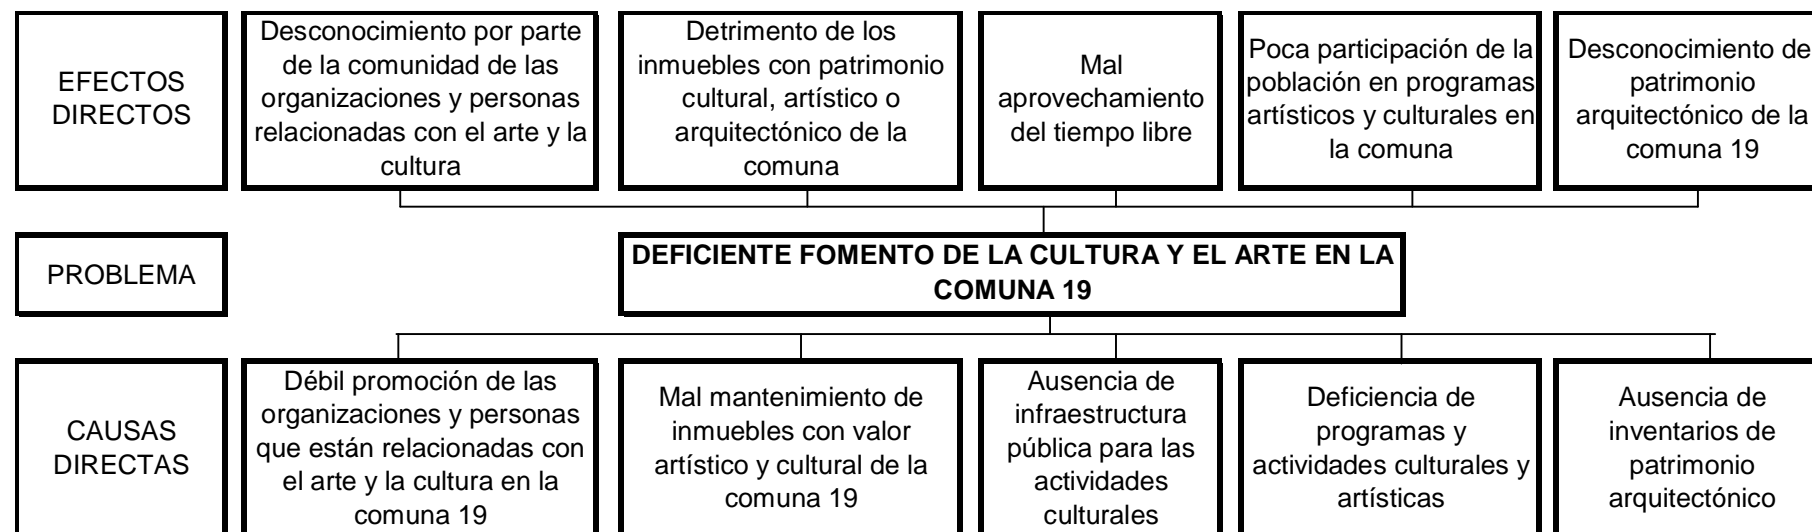 EFECTOS
DIRECTOS
Desconocimiento por parte
de la comunidad de las
organizaciones y personas
relacionadas con el arte y la
cultura
Detrimento de los
inmuebles con patrimonio
cultural, artístico o
arquitectónico de la
comuna
Mal
aprovechamiento
del tiempo libre
Poca participación de la
población en programas
artísticos y culturales en
la comuna
Desconocimiento de
patrimonio
arquitectónico de la
comuna 19
PROBLEMA
DEFICIENTE FOMENTO DE LA CULTURA Y EL ARTE EN LA
COMUNA 19
CAUSAS
DIRECTAS
Débil promoción de las
organizaciones y personas
que están relacionadas con
el arte y la cultura en la
comuna 19
Mal mantenimiento de
inmuebles con valor
artístico y cultural de la
comuna 19
Ausencia de
infraestructura
pública para las
actividades
culturales
Deficiencia de
programas y
actividades culturales y
artísticas
Ausencia de
inventarios de
patrimonio
arquitectónico